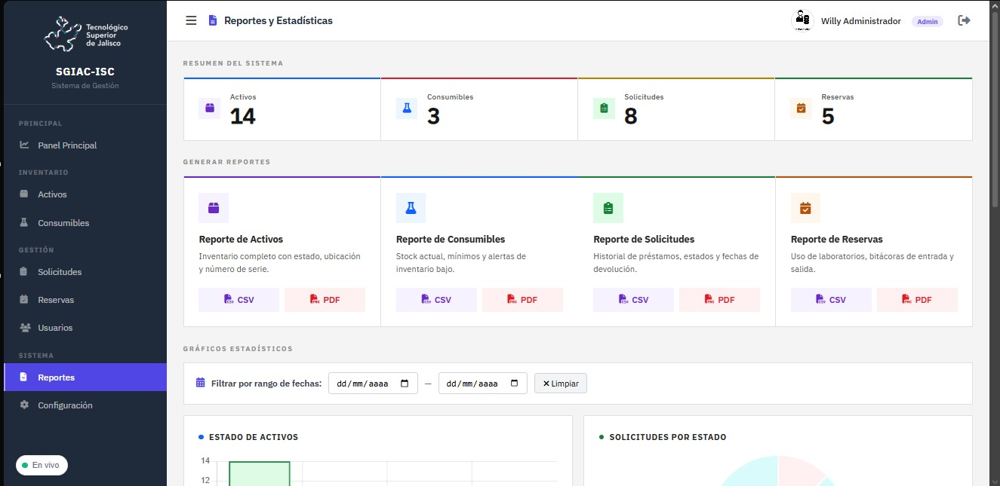 Tecnológico
Superior
de Jalisco
SGIAC-ISC
Sistema de Gestión
PRINCIPAL
Panel Principal
INVENTARIO
Activos
Consumibles
GESTIÓN
Solicitudes
Reservas
Usuarios
SISTEMA
Reportes
Configuración
En vivo
Reportes y Estadísticas
Willy Administrador
Admin
RESUMEN DEL SISTEMA
Activos
14
Consumibles
3
Solicitudes
8
Reservas
5
GENERAR REPORTES
Reporte de Activos
Inventario completo con estado, ubicación
y número de serie.
CSV
PDF
Reporte de Consumibles
Stock actual, mínimos y alertas de
inventario bajo.
CSV
PDF
Reporte de Solicitudes
Historial de préstamos, estados y fechas de
devolución.
CSV
PDF
Reporte de Reservas
Uso de laboratorios, bitácoras de entrada y
salida.
CSV
PDF
GRÁFICOS ESTADÍSTICOS
Filtrar por rango de fechas:
dd/mm/aaaa
—
dd/mm/aaaa
× Limpiar
ESTADO DE ACTIVOS
14
12
SOLICITUDES POR ESTADO